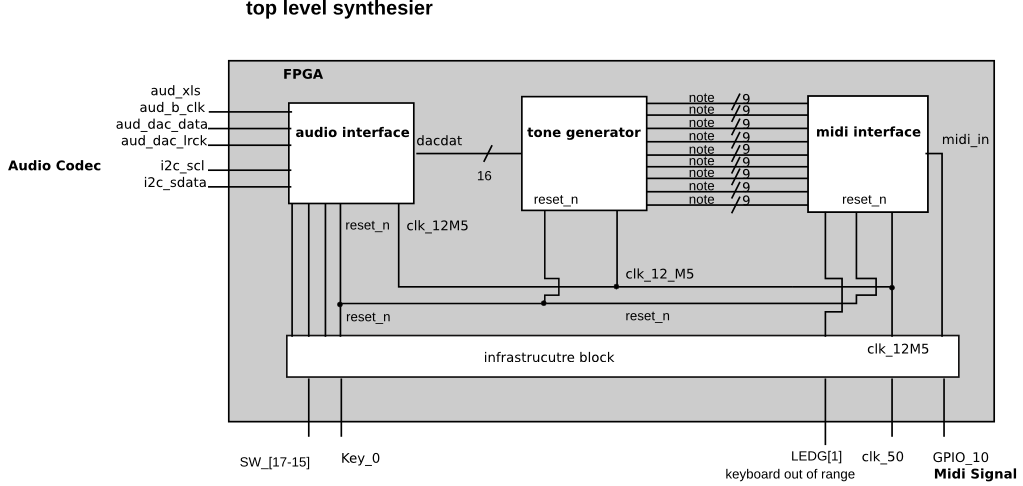 top level synthesier
FPGA
aud_xls
aud_b_clk
aud_dac_data
aud_dac_lrck
Audio Codec
i2c_scl
i2c_sdata
audio interface
dacdat
16
tone generator
reset_n
note 9
note 9
note 9
note 9
note 9
note 9
note 9
note 9
note 9
midi interface
reset_n
midi_in
reset_n
clk_12M5
clk_12_M5
reset_n
reset_n
infrastrucutre block
clk_12M5
SW_[17-15]
Key_0
LEDG[1]
keyboard out of range
clk_50
GPIO_10
Midi Signal